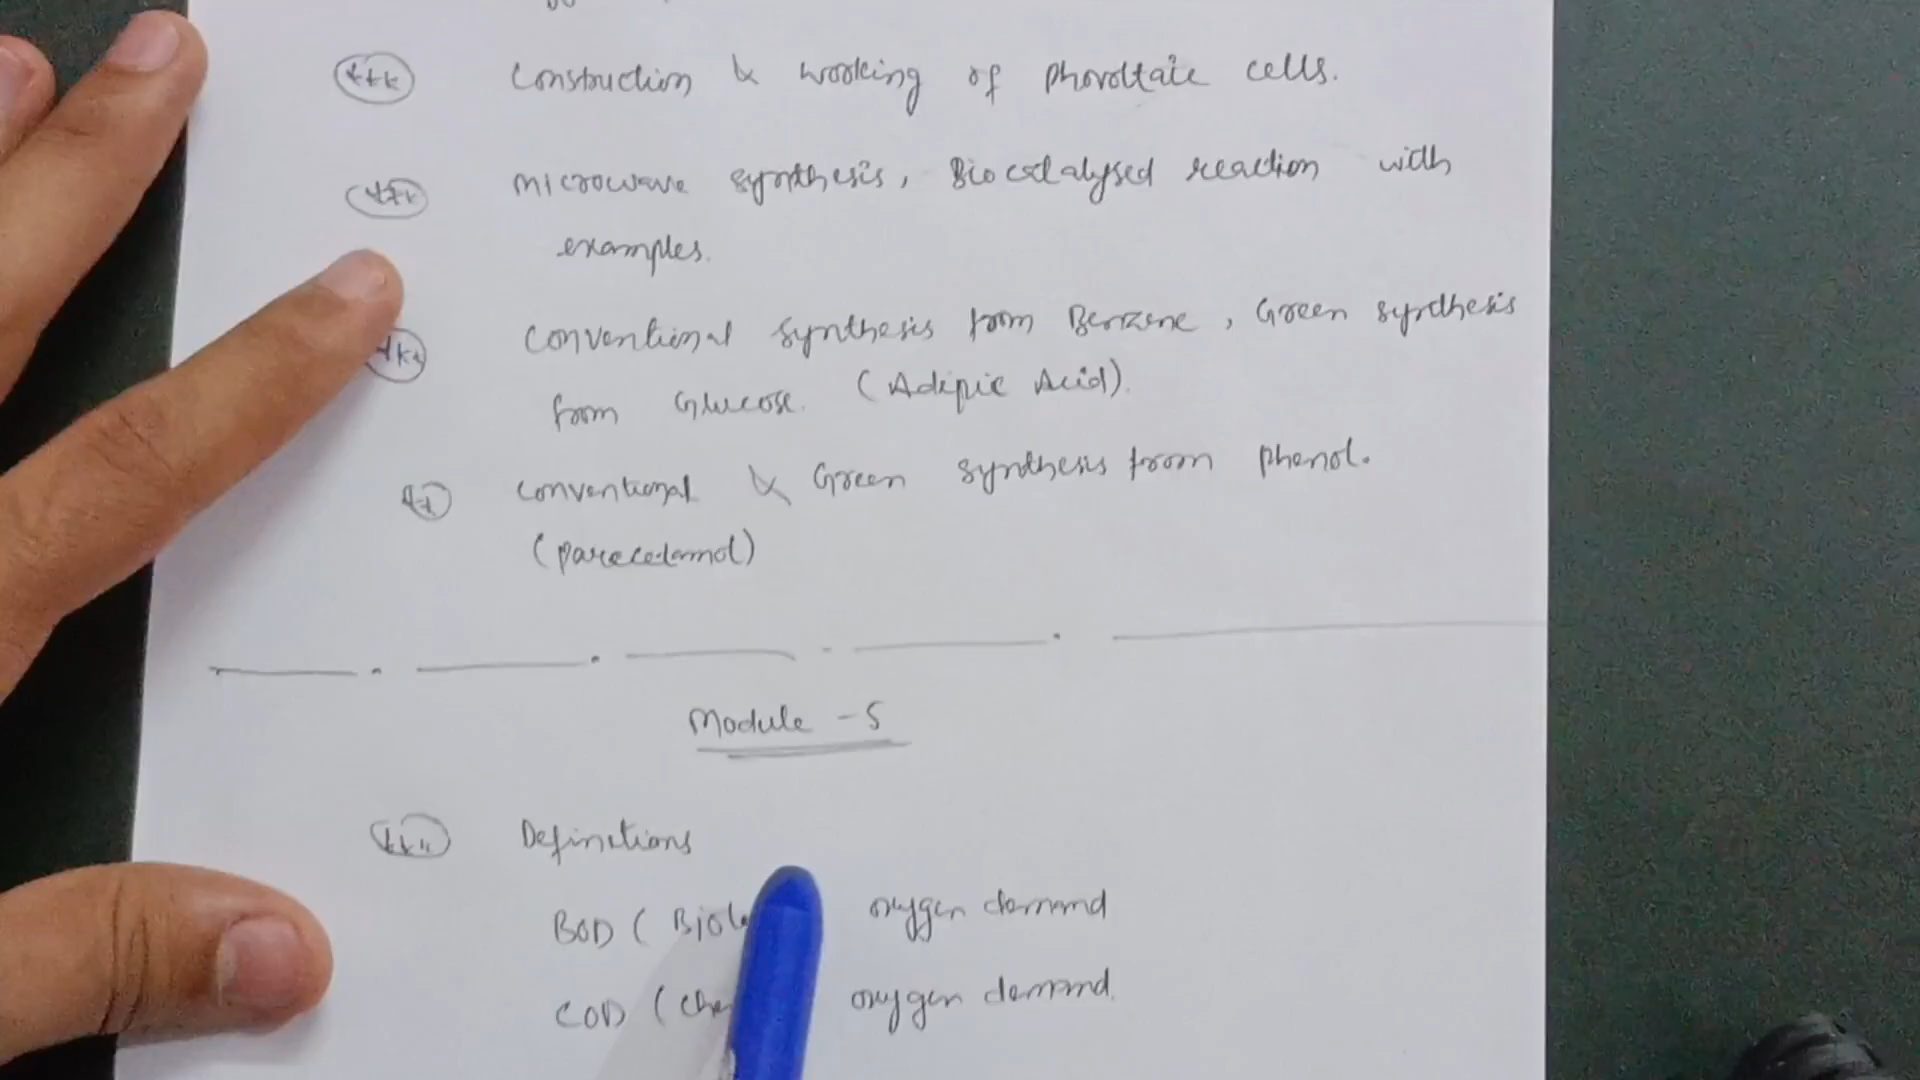 Construction & working of phovoltaic cells.
Microwave synthesis, Biocatalysed reaction with
examples.
Conventional synthesis from Benzene, Green synthesis
from Glucose. (Adipic Acid).
Conventional & Green synthesis from phenol.
(paracetamol)
Module - 5
Definitions
BOD ( oxygen demand
COD ( oxygen demand.